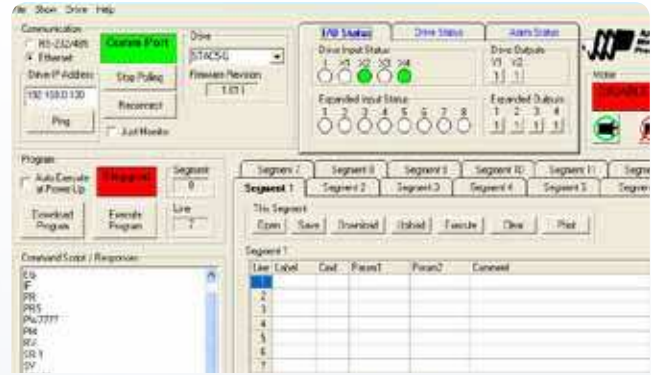 File Show Drive Help
Communication
RS-232/485
Ethernet
Drive IP Address
192.168.0.130
Ping
Comm Port
Stop Polling
Reconnect
Just Monitor
Drive
STAC5G
Firmware Revision
I/O Status
Drive Status
Alarm Status
Drive Input Status
X1 X2 X3 X4
Drive Outputs
Y1 Y2
1 1
Expanded Input Status
1 2 3 4 5 6 7 8
Expanded Outputs
1 2 3 4
1 1 1 1
Motor
Program
Auto Execute
at Power Up
Stopped
Segment
0
Line
Download
Program
Execute
Program
Segment 7 Segment 8 Segment 9 Segment 10 Segment 11
Segment 1 Segment 2 Segment 3 Segment 4 Segment 5
This Segment
Open Save Download Upload Execute Clear Print
Segment 1
Line Label Cmd Param1 Param2 Comment
2
3
4
5
6
7
Command Script / Responses
EG
IF
PR
PR5
PM
RV
SV